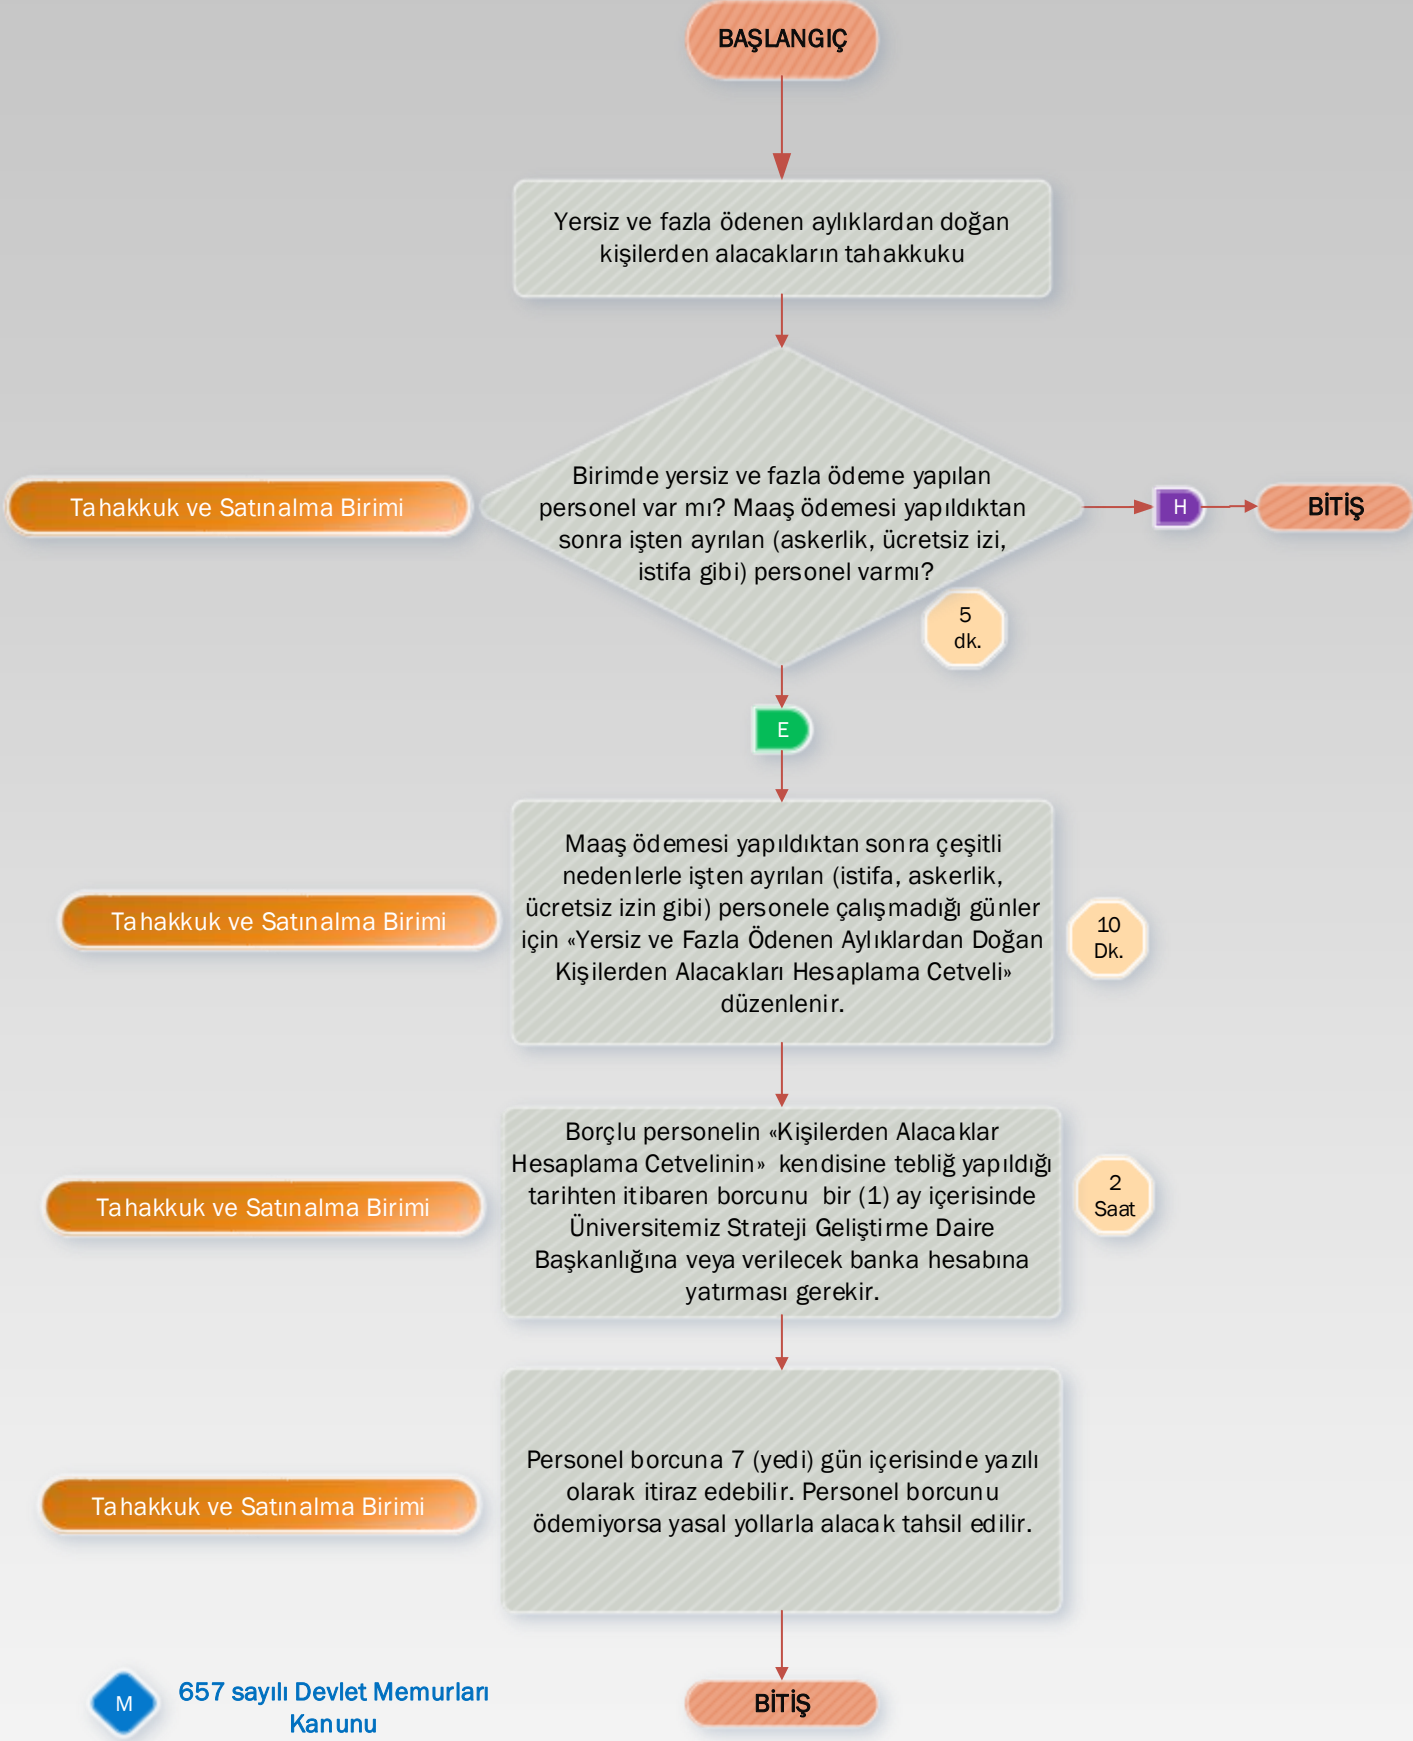 BAŞLANGIÇ
Yersiz ve fazla ödenen aylıklardan doğan
kişilerden alacakların tahakkuku
Tahakkuk ve Satınalma Birimi
Birimde yersiz ve fazla ödeme yapılan
personel var mı? Maaş ödemesi yapıldıktan
sonra işten ayrılan (askerlik, ücretsiz izi,
istifa gibi) personel varmı?
H
BİTİŞ
5
dk.
E
Tahakkuk ve Satınalma Birimi
Maaş ödemesi yapıldıktan sonra çeşitli
nedenlerle işten ayrılan (istifa, askerlik,
ücretsiz izin gibi) personele çalışmadığı günler
için «Yersiz ve Fazla Ödenen Aylıklardan Doğan
Kişilerden Alacakları Hesaplama Cetveli»
düzenlenir.
10
Dk.
Tahakkuk ve Satınalma Birimi
Borçlu personelin «Kişilerden Alacaklar
Hesaplama Cetvelinin» kendisine tebliğ yapıldığı
tarihten itibaren borcunu bir (1) ay içerisinde
Üniversitemiz Strateji Geliştirme Daire
Başkanlığına veya verilecek banka hesabına
yatırması gerekir.
2
Saat
Tahakkuk ve Satınalma Birimi
Personel borcuna 7 (yedi) gün içerisinde yazılı
olarak itiraz edebilir. Personel borcunu
ödemiyorsa yasal yollarla alacak tahsil edilir.
M
657 sayılı Devlet Memurları
Kanunu
BİTİŞ